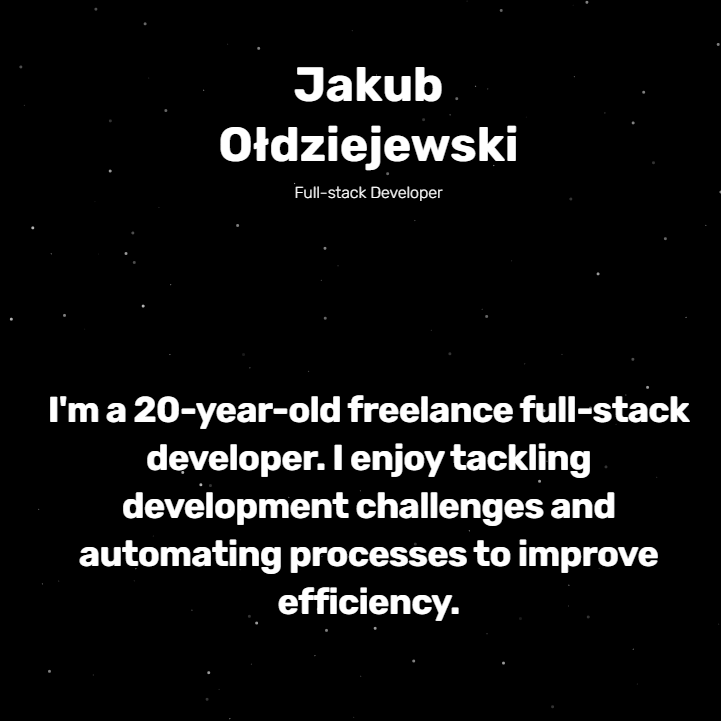 Jakub
Ołdziejewski
Full-stack Developer
I'm a 20-year-old freelance full-stack
developer. I enjoy tackling
development challenges and
automating processes to improve
efficiency.